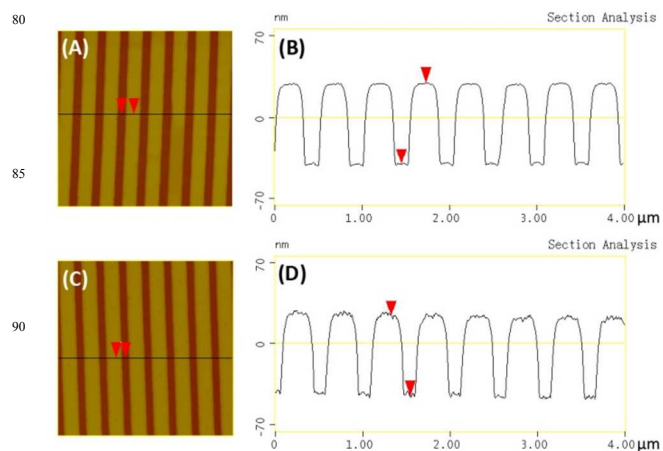 80
85
90
(A)
(B)
nm
Section Analysis
70
0
-70
0
1.00
2.00
3.00
4.00 μm
(C)
(D)
nm
Section Analysis
70
0
-70
0
1.00
2.00
3.00
4.00 μm